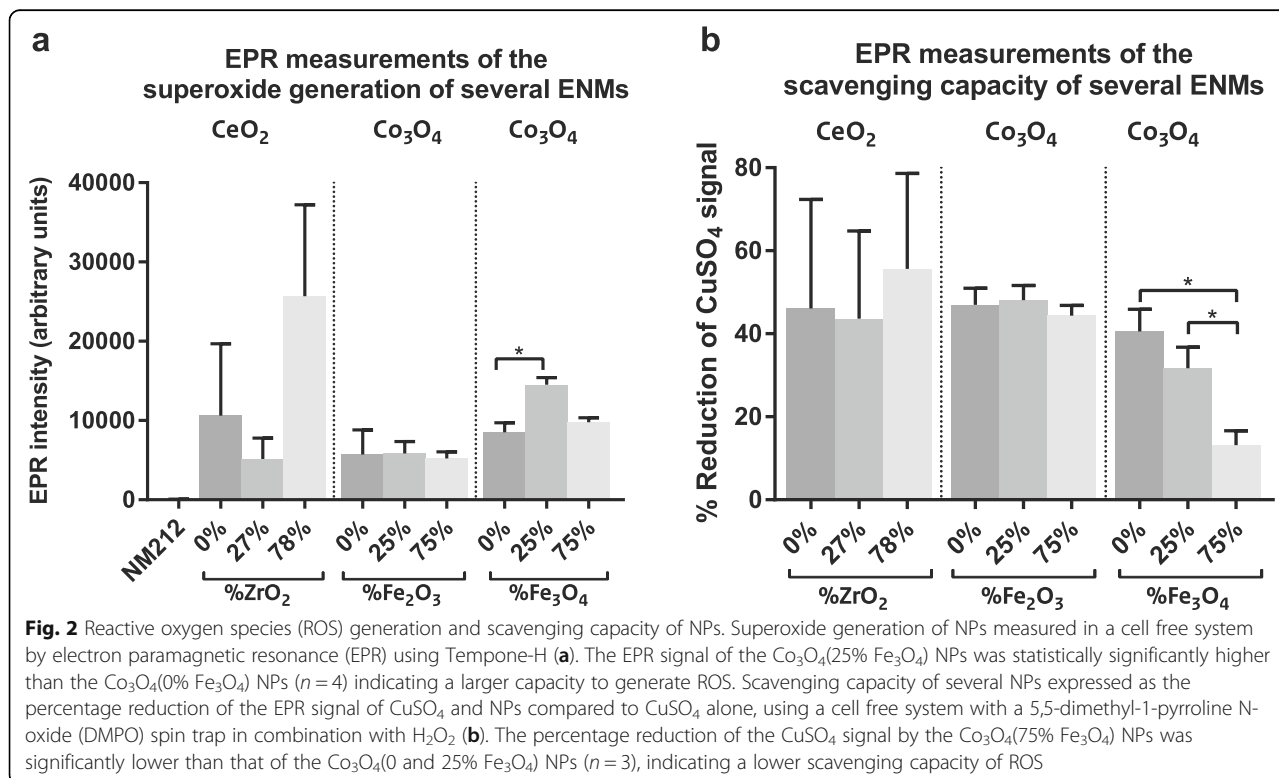 a
EPR measurements of the
superoxide generation of several ENMs
CeO₂ Co₃O₄ Co₃O₄
EPR intensity (arbitrary units)
40000
30000
20000
10000
0
*
NM212 0% 27% 78% 0% 25% 75% 0% 25% 75%
%ZrO₂ %Fe₂O₃ %Fe₃O₄
b
EPR measurements of the
scavenging capacity of several ENMs
CeO₂ Co₃O₄ Co₃O₄
% Reduction of CuSO₄ signal
80
60
40
20
0
*
*
0% 27% 78% 0% 25% 75% 0% 25% 75%
%ZrO₂ %Fe₂O₃ %Fe₃O₄
Fig. 2 Reactive oxygen species (ROS) generation and scavenging capacity of NPs. Superoxide generation of NPs measured in a cell free system
by electron paramagnetic resonance (EPR) using Tempone-H (a). The EPR signal of the Co₃O₄(25% Fe₃O₄) NPs was statistically significantly higher
than the Co₃O₄(0% Fe₃O₄) NPs (n = 4) indicating a larger capacity to generate ROS. Scavenging capacity of several NPs expressed as the
percentage reduction of the EPR signal of CuSO₄ and NPs compared to CuSO₄ alone, using a cell free system with a 5,5-dimethyl-1-pyrroline N-
oxide (DMPO) spin trap in combination with H₂O₂ (b). The percentage reduction of the CuSO₄ signal by the Co₃O₄(75% Fe₃O₄) NPs was
significantly lower than that of the Co₃O₄(0 and 25% Fe₃O₄) NPs (n = 3), indicating a lower scavenging capacity of ROS